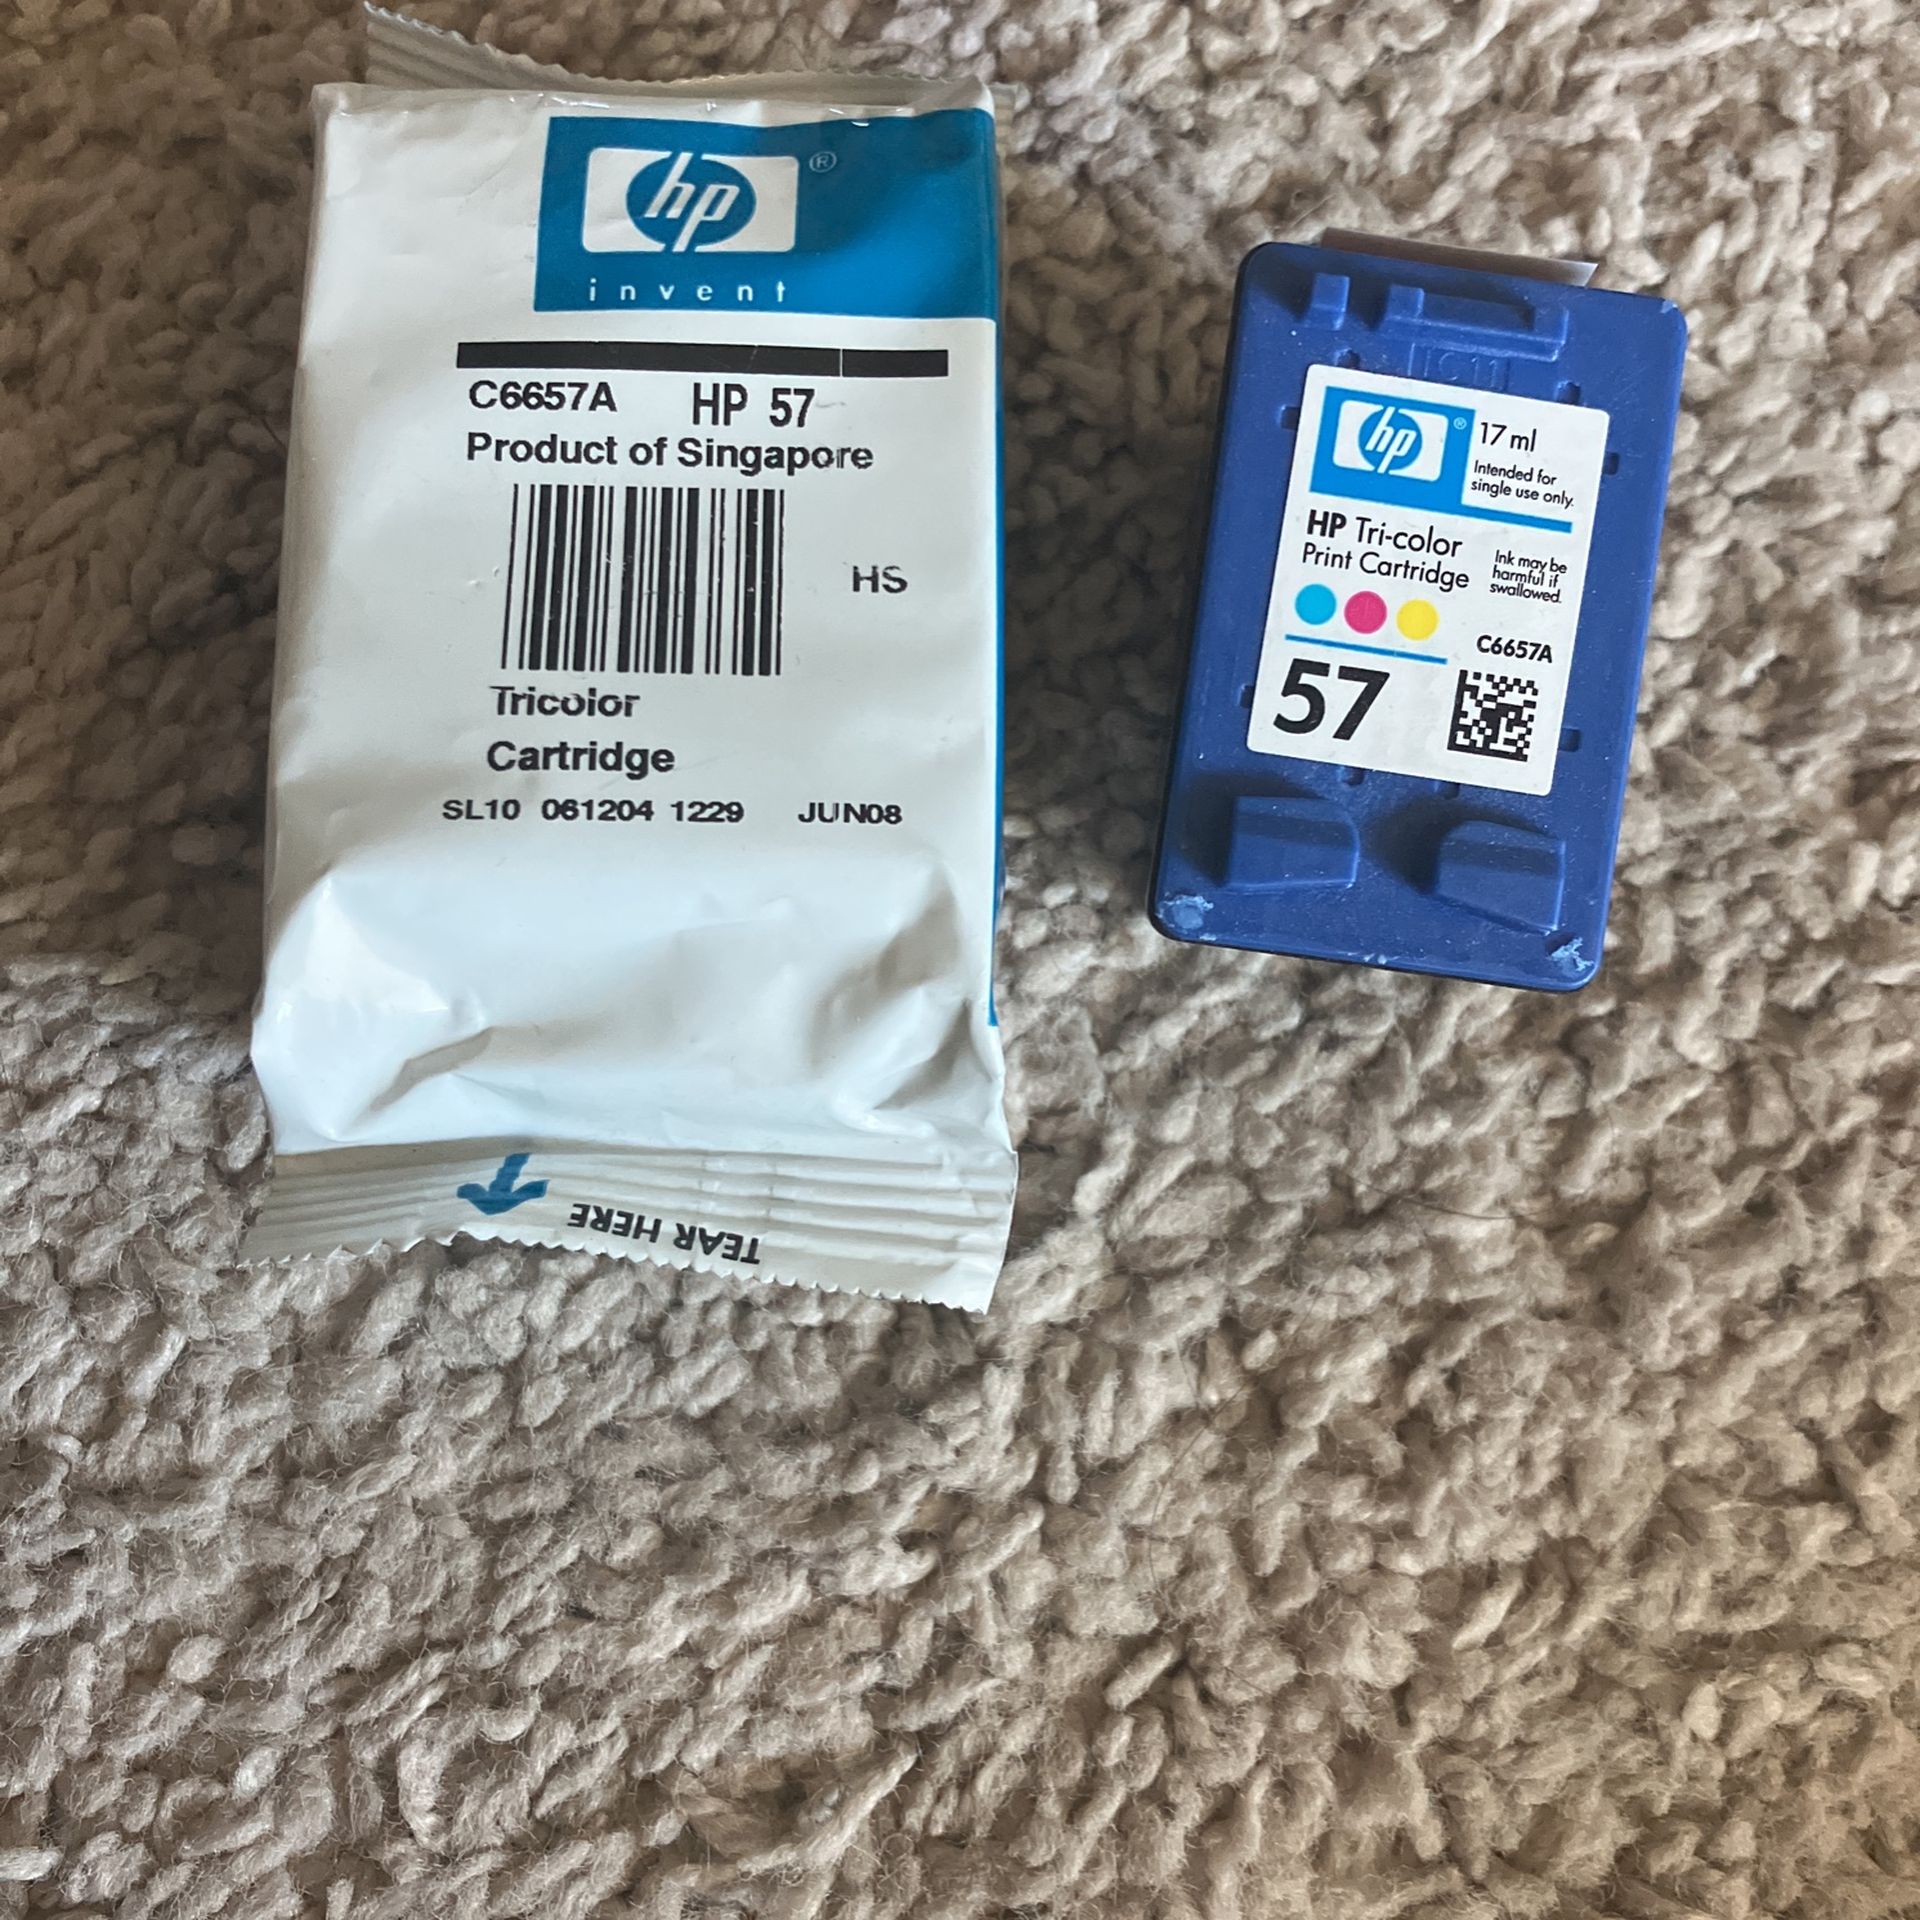 hp ®
invent
C6657A HP 57
Product of Singapore
HS
Tricolor
Cartridge
SL10 061204 1229 JUN08
TEAR HERE
hp ® 17 ml
Intended for
single use only.
HP Tri-color
Print Cartridge
Ink may be
harmful if
swallowed.
C6657A
57